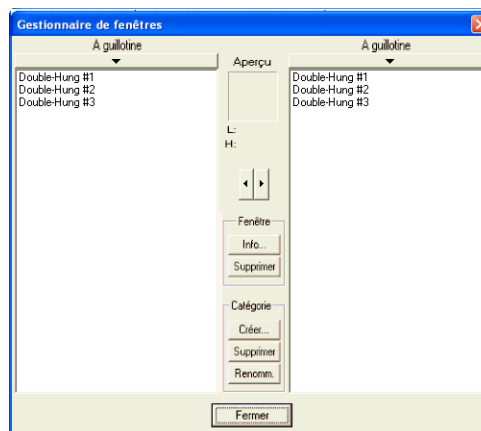 Gestionnaire de fenêtres
À guillotine
À guillotine
Aperçu
Double-Hung #1
Double-Hung #2
Double-Hung #3
Double-Hung #1
Double-Hung #2
Double-Hung #3
L:
H:
Fenêtre
Info...
Supprimer
Catégorie
Créer...
Supprimer
Renomm.
Fermer